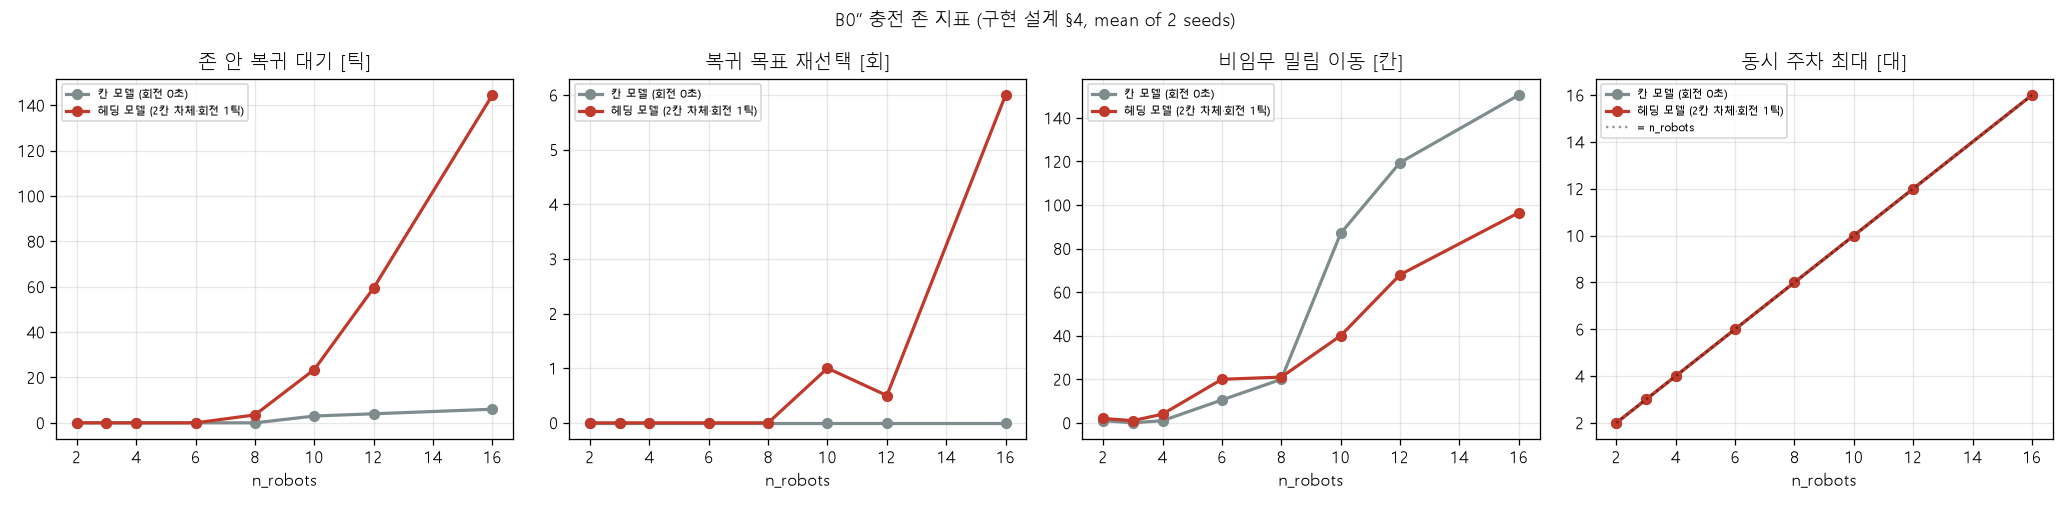 B0″ 충전 존 지표 (구현 설계 §4, mean of 2 seeds)
존 안 복귀 대기 [틱]
칸 모델 (회전 0초)
헤딩 모델 (2칸 차체·회전 1틱)
140
120
100
80
60
40
20
0
2 4 6 8 10 12 14 16
n_robots
복귀 목표 재선택 [회]
칸 모델 (회전 0초)
헤딩 모델 (2칸 차체·회전 1틱)
6
5
4
3
2
1
0
2 4 6 8 10 12 14 16
n_robots
비임무 밀림 이동 [칸]
칸 모델 (회전 0초)
헤딩 모델 (2칸 차체·회전 1틱)
140
120
100
80
60
40
20
0
2 4 6 8 10 12 14 16
n_robots
동시 주차 최대 [대]
칸 모델 (회전 0초)
헤딩 모델 (2칸 차체·회전 1틱)
= n_robots
16
14
12
10
8
6
4
2
2 4 6 8 10 12 14 16
n_robots